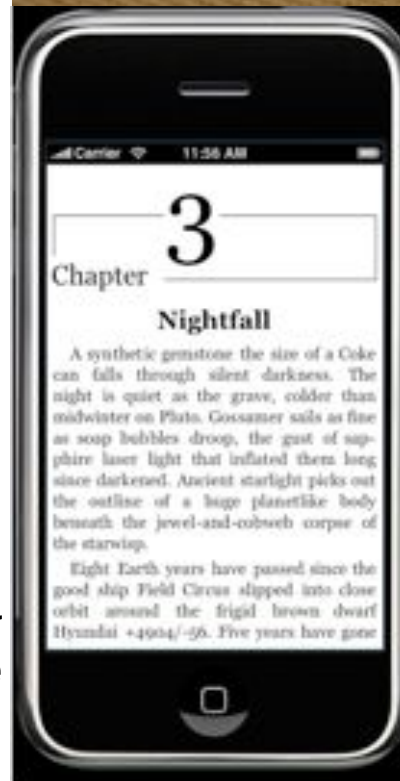 Carrier 11:56 AM
3
Chapter
Nightfall
A synthetic gemstone the size of a Coke
can falls through silent darkness. The
night is quiet as the grave, colder than
midwinter on Pluto. Gossamer sails as fine
as soap bubbles droop, the gust of sap-
phire laser light that inflated them long
since darkened. Ancient starlight picks out
the outline of a huge planetlike body
beneath the jewel-and-cobweb corpse of
the starwisp.
Eight Earth years have passed since the
good ship Field Circus slipped into close
orbit around the frigid brown dwarf
Hyundai +4904/-56. Five years have gone